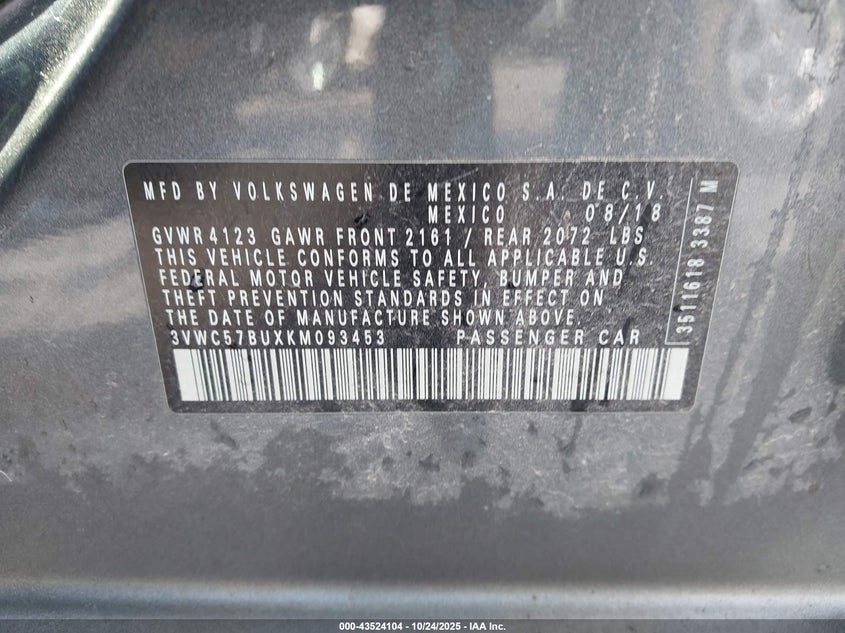 MFD BY VOLKSWAGEN DE MEXICO S.A. DE C.V.
MEXICO 08/18
GVWR 4123 GAWR FRONT 2161 / REAR 2072 LBS
THIS VEHICLE CONFORMS TO ALL APPLICABLE U.S.
FEDERAL MOTOR VEHICLE SAFETY, BUMPER AND
THEFT PREVENTION STANDARDS IN EFFECT ON
THE DATE OF MANUFACTURE SHOWN ABOVE.
3VWC57BUXKM093453 PASSENGER CAR
3511618 3387 M
000-43524104 - 10/24/2025 - IAA Inc.